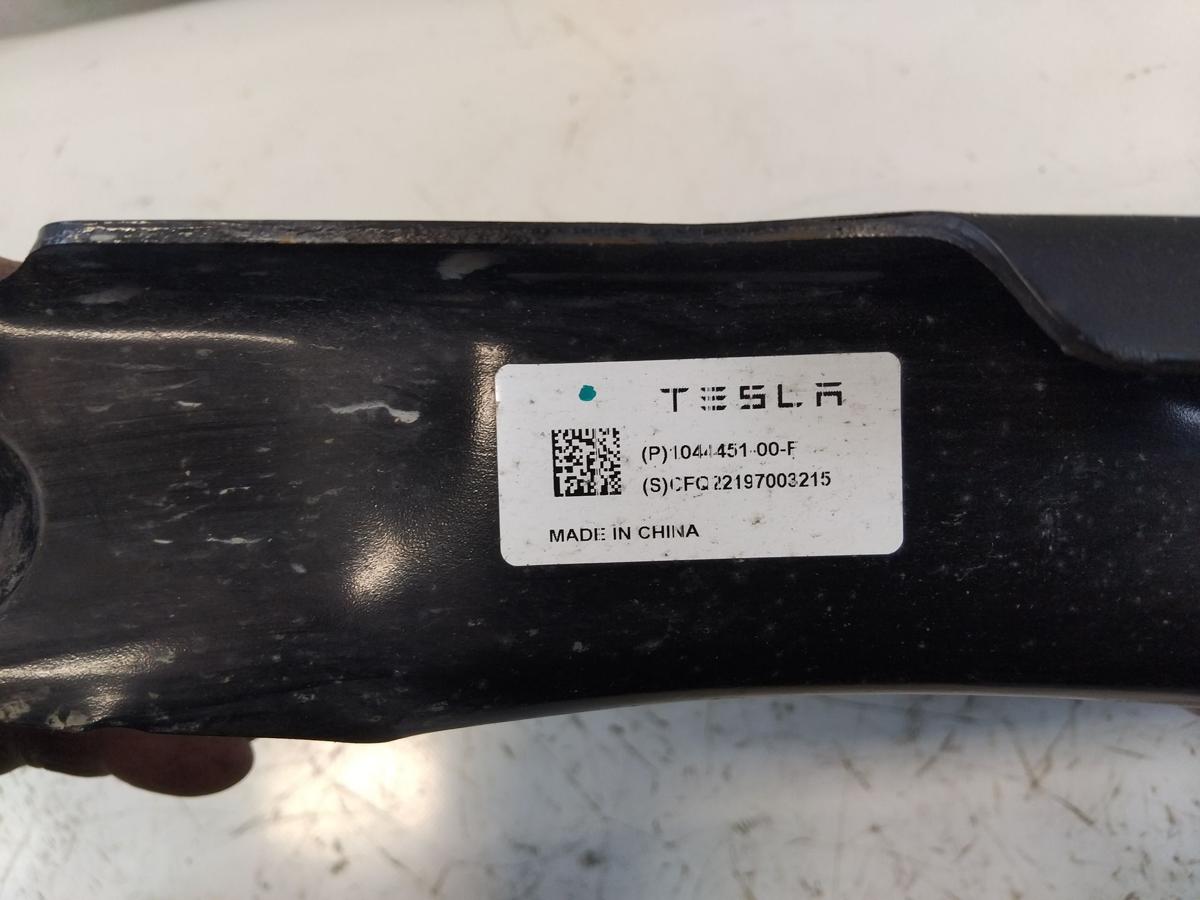 TESLA
(P)1044451-00-F
(S)CFQ22197003215
MADE IN CHINA